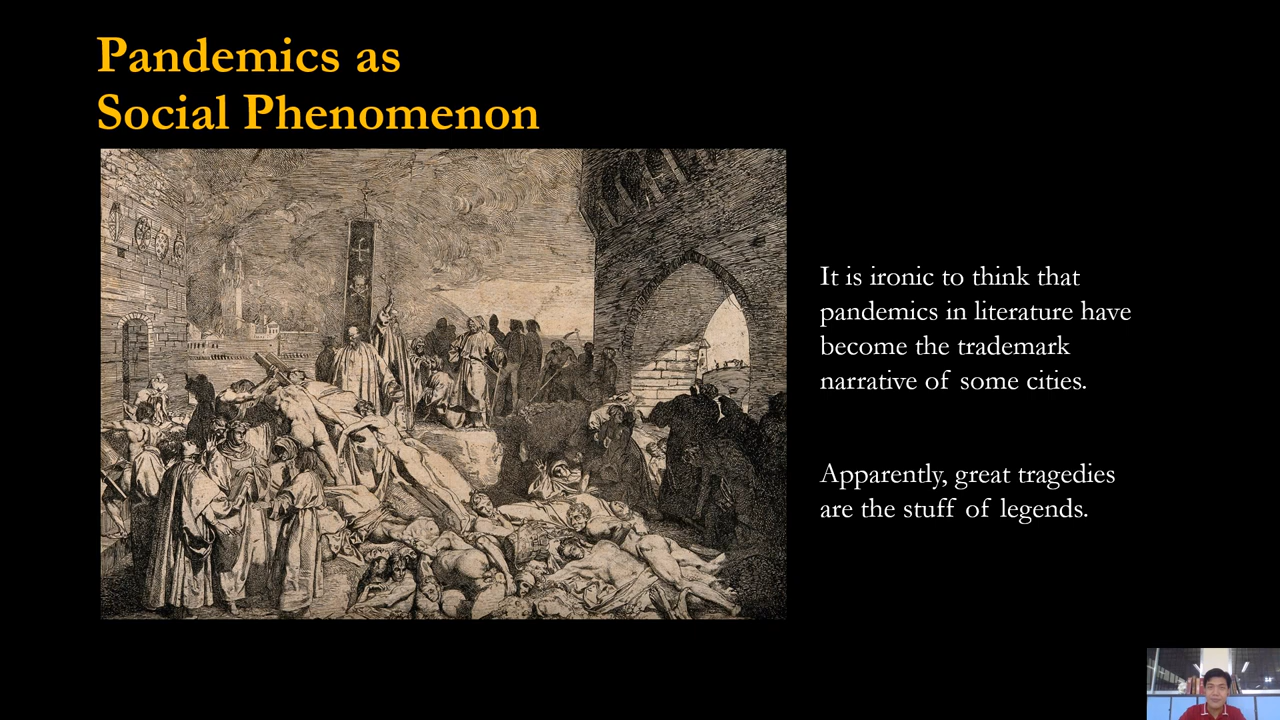 Pandemics as
Social Phenomenon
It is ironic to think that
pandemics in literature have
become the trademark
narrative of some cities.
Apparently, great tragedies
are the stuff of legends.